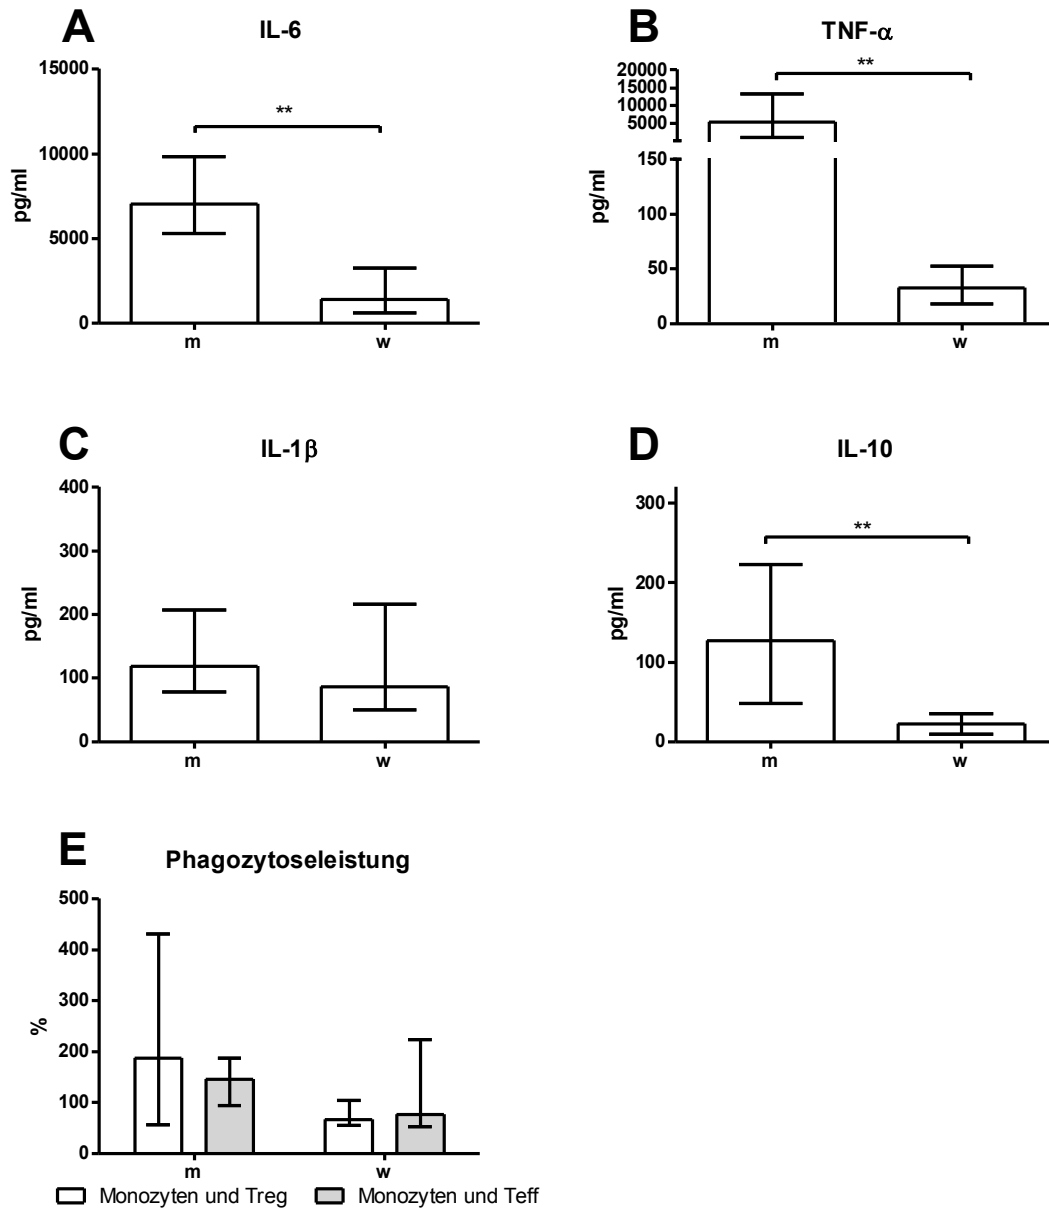 A
IL-6
15000
10000
5000
0
pg/ml
**
m
w
B
TNF-α
20000
15000
10000
5000
150
100
50
0
pg/ml
**
m
w
C
IL-1β
400
300
200
100
0
pg/ml
m
w
D
IL-10
300
200
100
0
pg/ml
**
m
w
E
Phagozytoseleistung
500
400
300
200
100
0
%
m
w
Monozyten und Treg
Monozyten und Teff